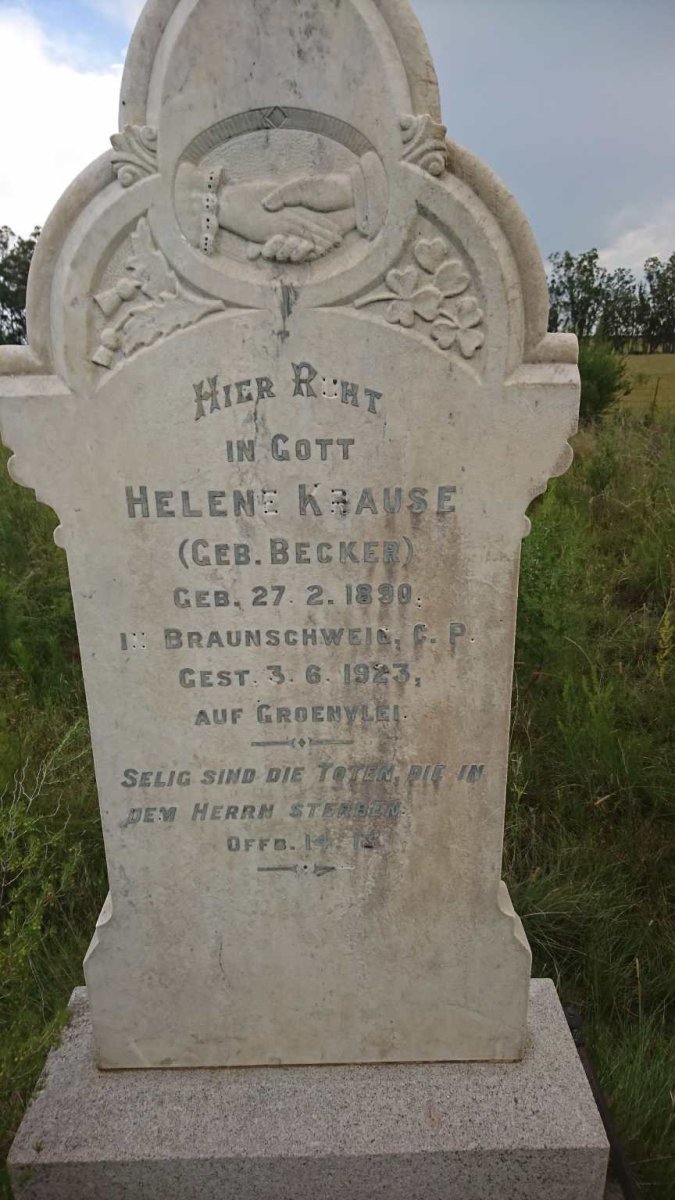 HIER RUHT
IN GOTT
HELENE KRAUSE
(GEB. BECKER)
GEB. 27. 2. 1890.
IN BRAUNSCHWEIG, C. P.
GEST. 3. 6. 1923,
AUF GROENVLEI.
SELIG SIND DIE TOTEN, DIE IN
DEM HERRN STERBEN.
OFFB. 14. 13